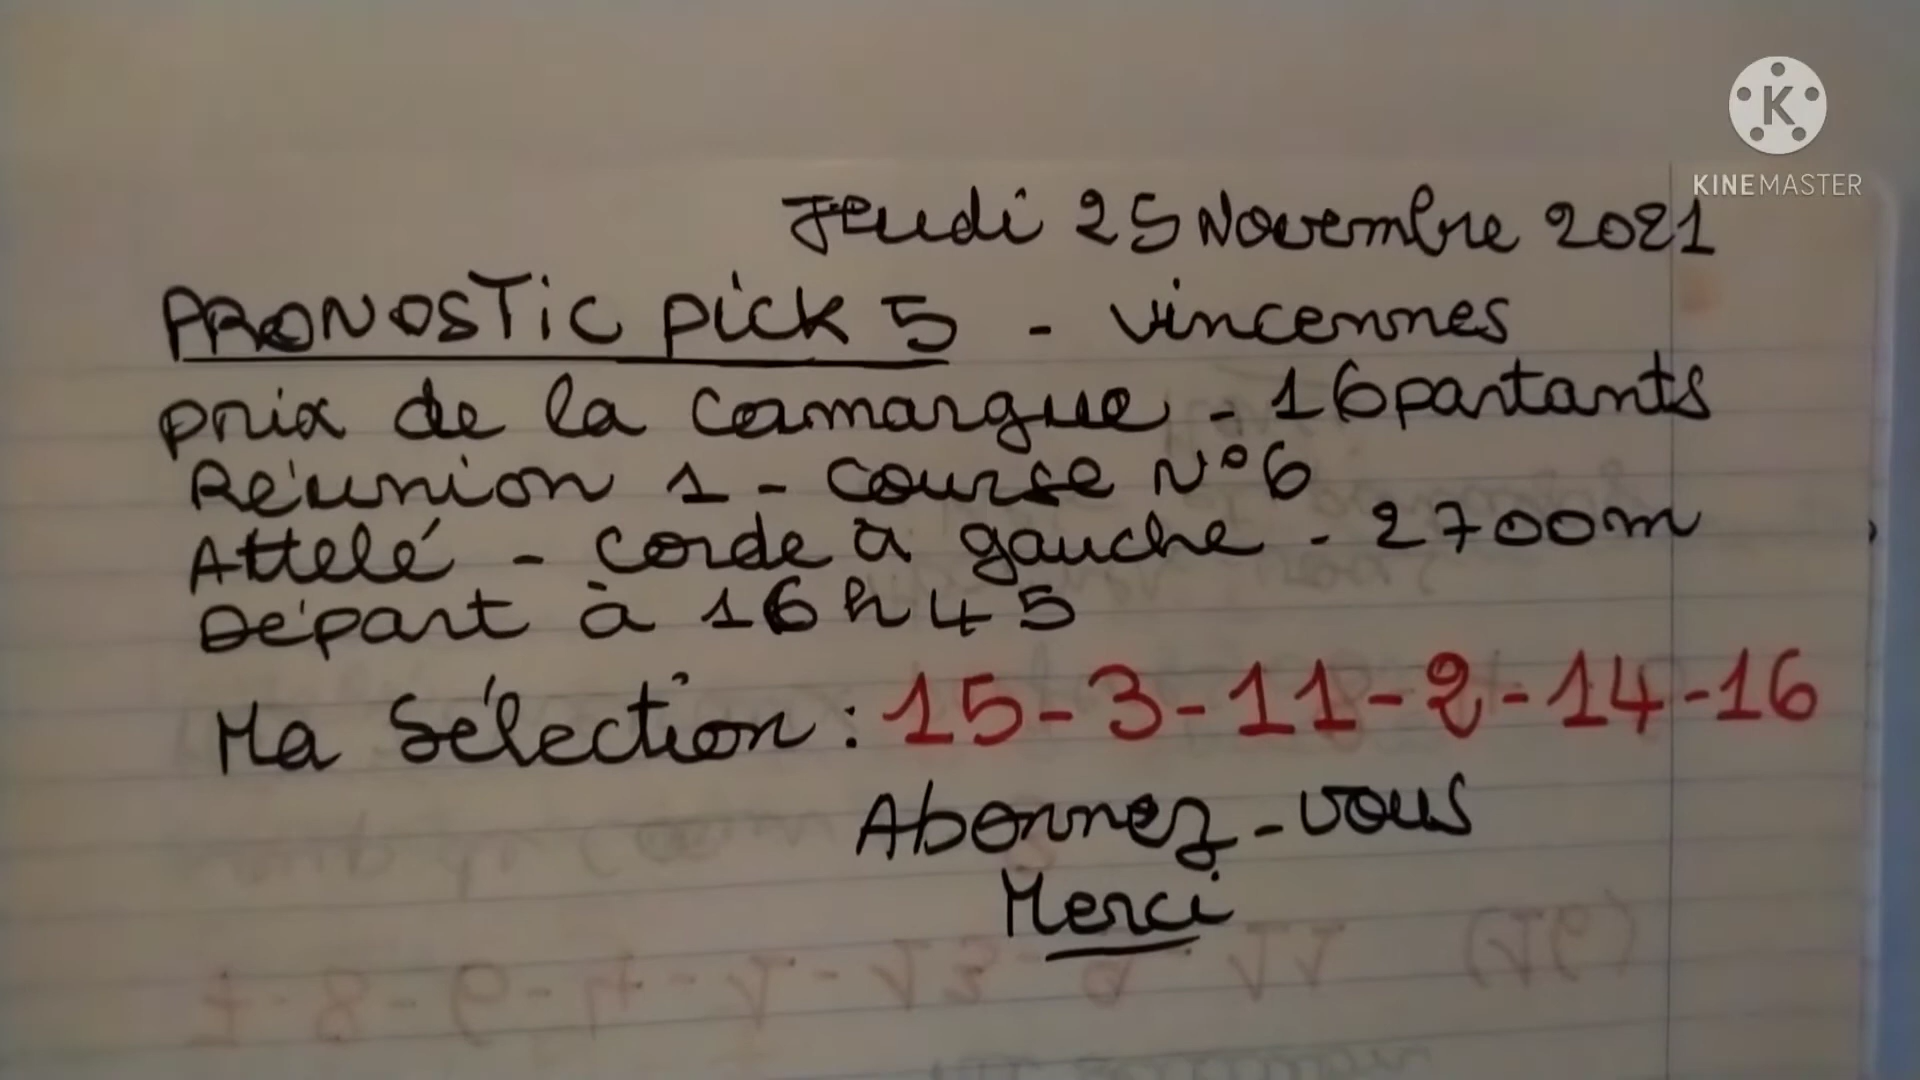 KINEMASTER
Jeudi 25 Novembre 2021
PRONOSTIC PICK 5 - Vincennes
prix de la Camargue - 16 partants
Réunion 1 - course N°6
Attelé - corde à gauche - 2700m
Départ à 16h45
Ma Sélection : 15-3-11-2-14-16
Abonnez-vous
Merci